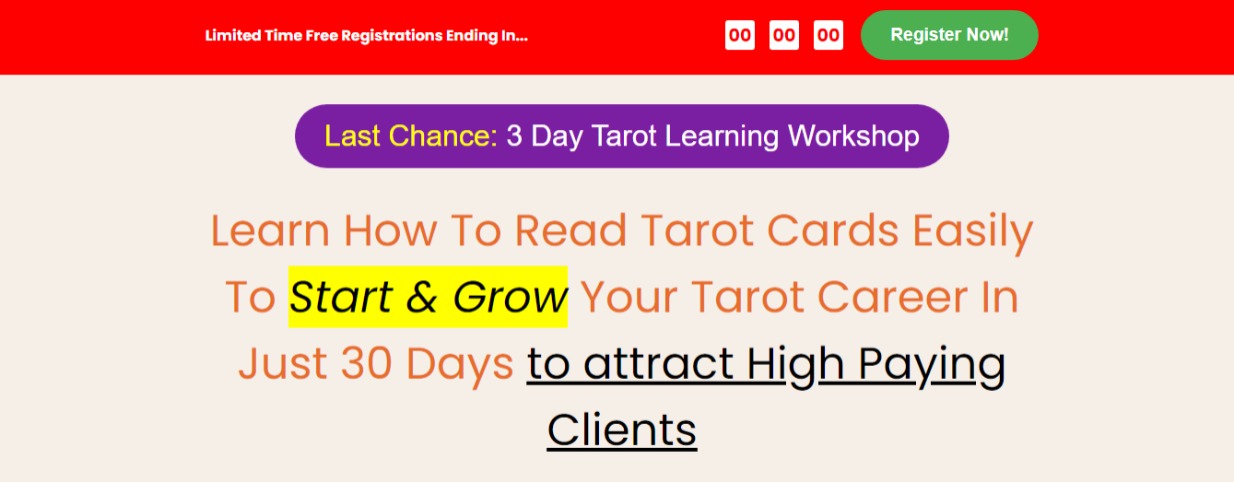 Limited Time Free Registrations Ending In... 00 00 00 Register Now!
Last Chance: 3 Day Tarot Learning Workshop
Learn How To Read Tarot Cards Easily
To Start & Grow Your Tarot Career In
Just 30 Days to attract High Paying
Clients